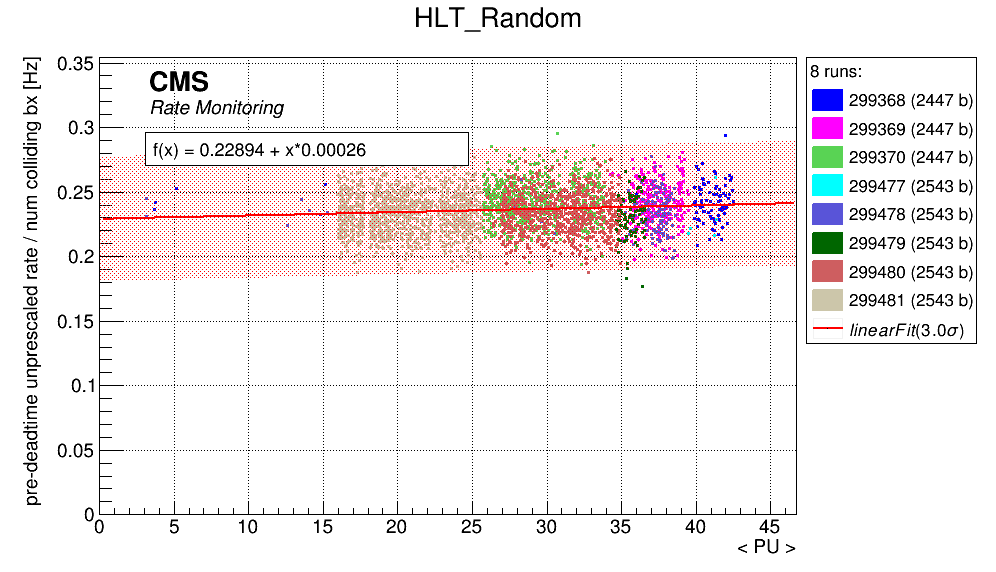 HLT_Random
pre-deadtime unprescaled rate / num colliding bx [Hz]
0.35
0.3
0.25
0.2
0.15
0.1
0.05
0
CMS
Rate Monitoring
f(x) = 0.22894 + x*0.00026
0 5 10 15 20 25 30 35 40 45
< PU >
8 runs:
299368 (2447 b)
299369 (2447 b)
299370 (2447 b)
299477 (2543 b)
299478 (2543 b)
299479 (2543 b)
299480 (2543 b)
299481 (2543 b)
linearFit(3.0σ)